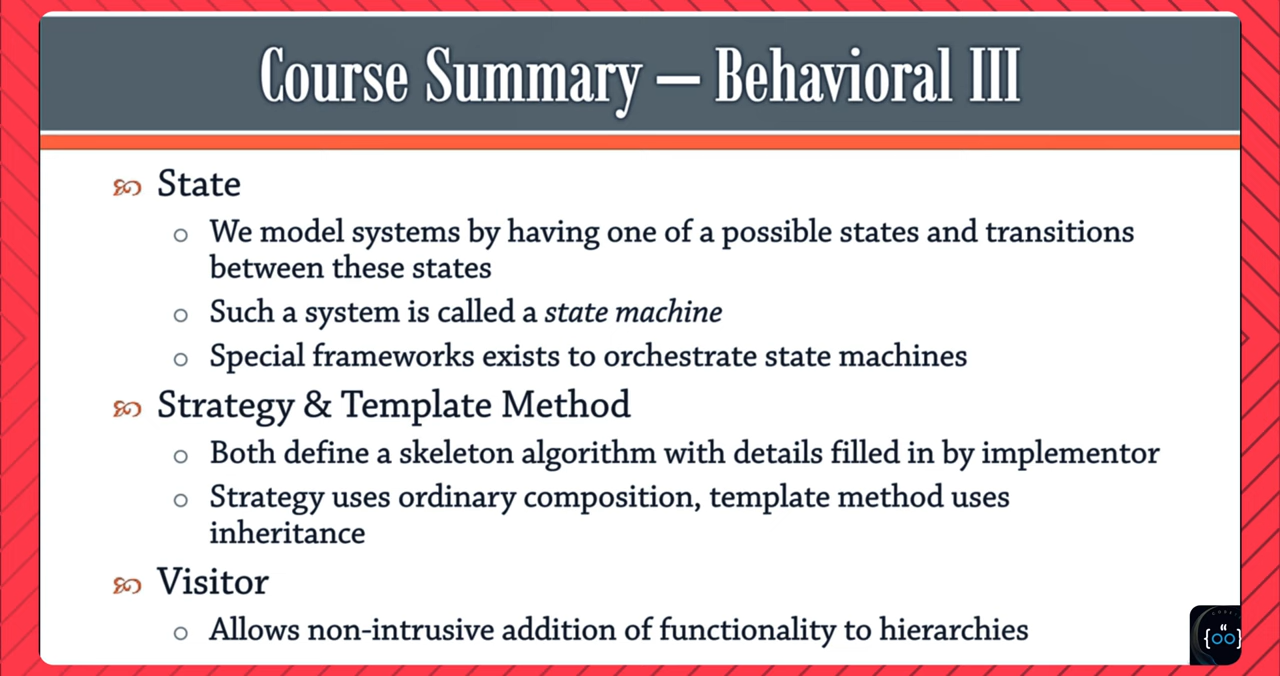 Course Summary – Behavioral III
State
We model systems by having one of a possible states and transitions
between these states
Such a system is called a state machine
Special frameworks exists to orchestrate state machines
Strategy & Template Method
Both define a skeleton algorithm with details filled in by implementor
Strategy uses ordinary composition, template method uses
inheritance
Visitor
Allows non-intrusive addition of functionality to hierarchies